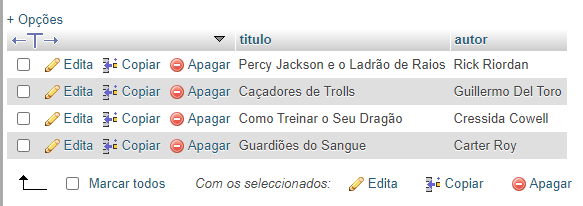 + Opções
titulo autor
Edita Copiar Apagar Percy Jackson e o Ladrão de Raios Rick Riordan
Edita Copiar Apagar Caçadores de Trolls Guillermo Del Toro
Edita Copiar Apagar Como Treinar o Seu Dragão Cressida Cowell
Edita Copiar Apagar Guardiões do Sangue Carter Roy
Marcar todos Com os seleccionados: Edita Copiar Apagar